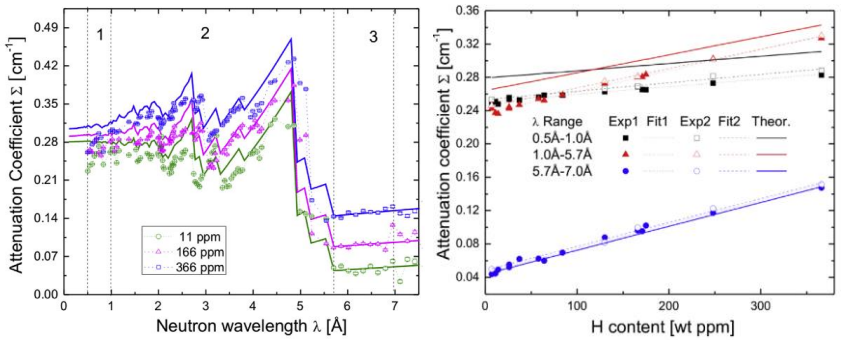 Attenuation Coefficient Σ [cm⁻¹]
0.49
0.42
0.35
0.28
0.21
0.14
0.07
0.00
1
2
3
11 ppm
166 ppm
366 ppm
0 1 2 3 4 5 6 7
Neutron wavelength λ [Å]
Attenuation coefficient Σ [cm⁻¹]
0.36
0.32
0.28
0.24
0.20
0.16
0.12
0.08
0.04
λ Range Exp1 Fit1 Exp2 Fit2 Theor.
0.5Å-1.0Å
1.0Å-5.7Å
5.7Å-7.0Å
0 100 200 300
H content [wt ppm]